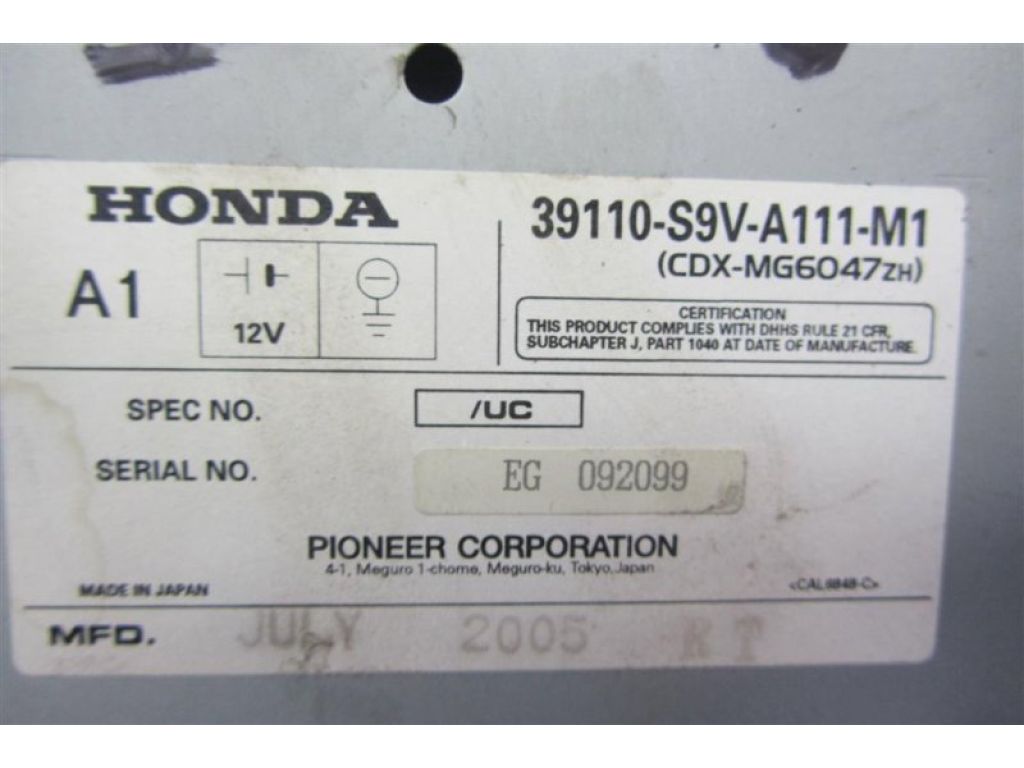 HONDA
39110-S9V-A111-M1
(CDX-MG6047ZH)
A1
12V
CERTIFICATION
THIS PRODUCT COMPLIES WITH DHHS RULE 21 CFR,
SUBCHAPTER J, PART 1040 AT DATE OF MANUFACTURE.
SPEC NO. /UC
SERIAL NO. EG 092099
PIONEER CORPORATION
4-1, Meguro 1-chome, Meguro-ku, Tokyo, Japan
MADE IN JAPAN <CAL8848-C>
MFD. JULY 2005 RT